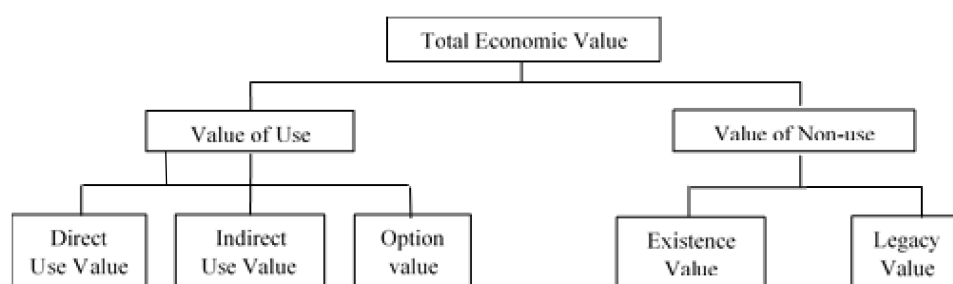 Total Economic Value
Value of Use
Value of Non-use
Direct
Use Value
Indirect
Use Value
Option
value
Existence
Value
Legacy
Value